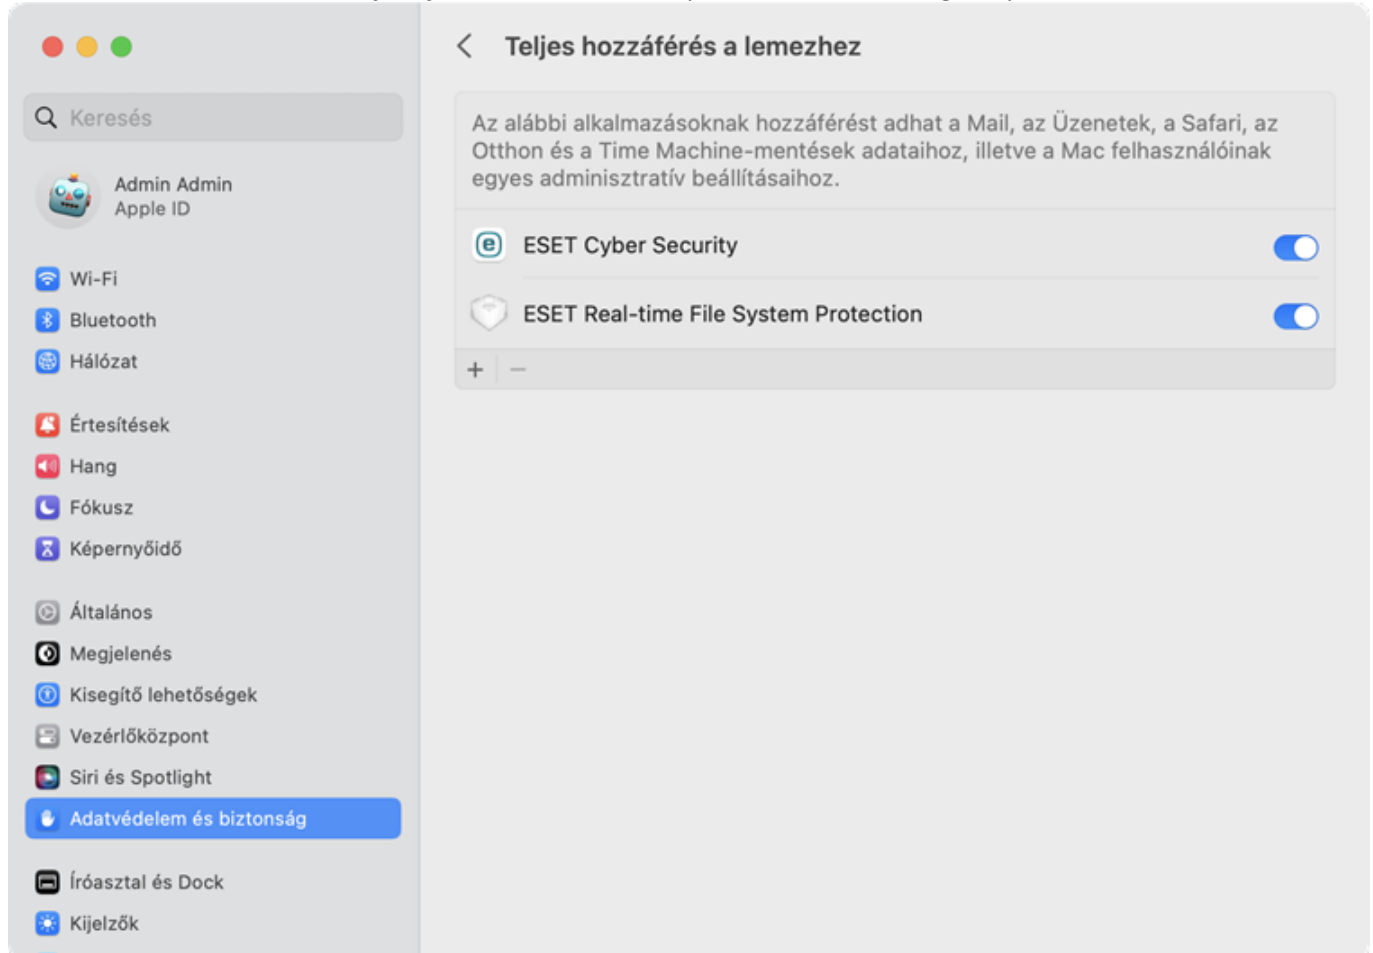 Teljes hozzáférés a lemezhez
Keresés
Admin Admin
Apple ID
Wi-Fi
Bluetooth
Hálózat
Értesítések
Hang
Fókusz
Képernyőidő
Általános
Megjelenés
Kisegítő lehetőségek
Vezérlőközpont
Siri és Spotlight
Adatvédelem és biztonság
Íróasztal és Dock
Kijelzők
Az alábbi alkalmazásoknak hozzáférést adhat a Mail, az Üzenetek, a Safari, az
Otthon és a Time Machine-mentések adataihoz, illetve a Mac felhasználóinak
egyes adminisztratív beállításaihoz.
ESET Cyber Security
ESET Real-time File System Protection